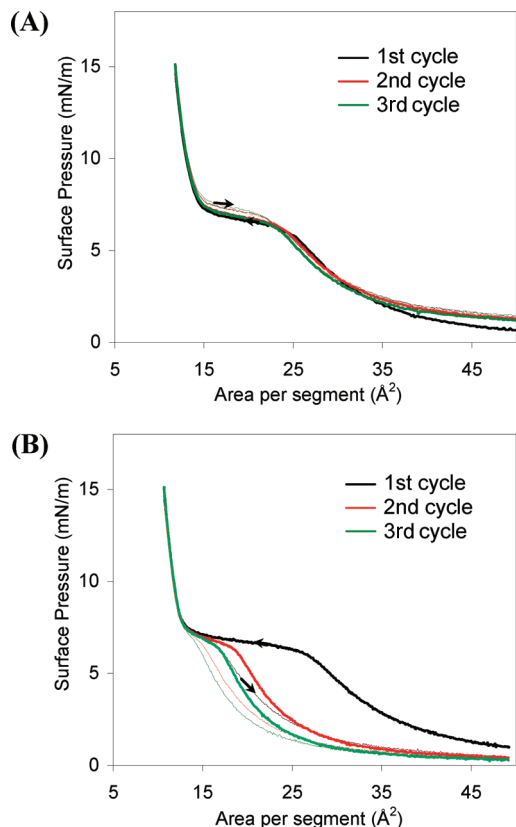 (A)
Surface Pressure (mN/m)
15
10
5
0
1st cycle
2nd cycle
3rd cycle
5 15 25 35 45
Area per segment (Å²)
(B)
Surface Pressure (mN/m)
15
10
5
0
1st cycle
2nd cycle
3rd cycle
5 15 25 35 45
Area per segment (Å²)